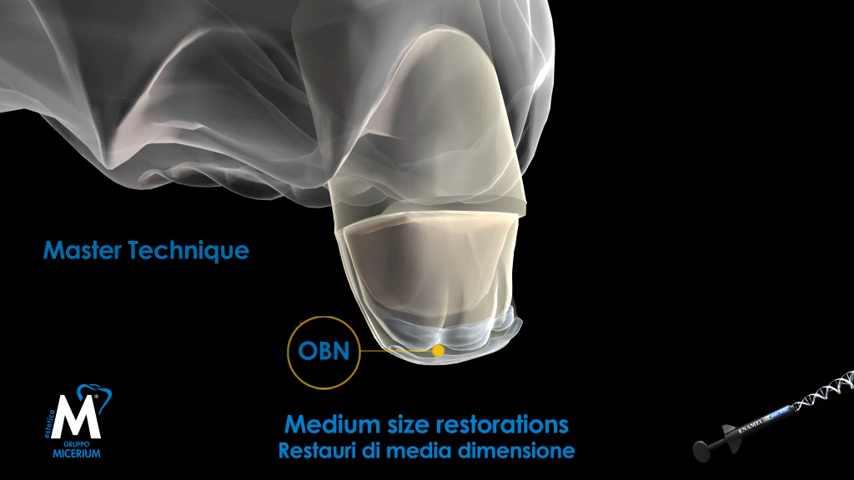 Master Technique
OBN
Medium size restorations
Restauri di media dimensione
estetica
M
GRUPPO
MICERIUM
ENAMEL